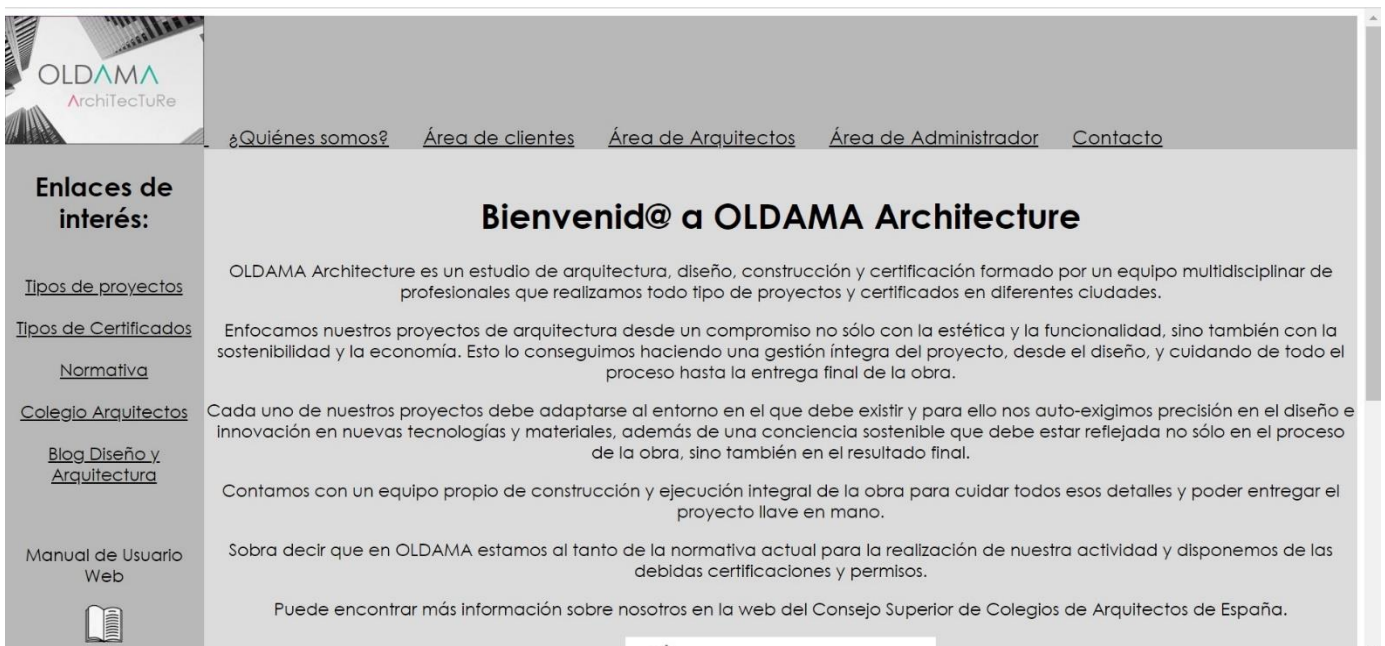 OLDAMA
ArchiTecTuRe
¿Quiénes somos? Área de clientes Área de Arquitectos Área de Administrador Contacto
Enlaces de
interés:
Tipos de proyectos
Tipos de Certificados
Normativa
Colegio Arquitectos
Blog Diseño y
Arquitectura
Manual de Usuario
Web
Bienvenid@ a OLDAMA Architecture
OLDAMA Architecture es un estudio de arquitectura, diseño, construcción y certificación formado por un equipo multidisciplinar de
profesionales que realizamos todo tipo de proyectos y certificados en diferentes ciudades.
Enfocamos nuestros proyectos de arquitectura desde un compromiso no sólo con la estética y la funcionalidad, sino también con la
sostenibilidad y la economía. Esto lo conseguimos haciendo una gestión íntegra del proyecto, desde el diseño, y cuidando de todo el
proceso hasta la entrega final de la obra.
Cada uno de nuestros proyectos debe adaptarse al entorno en el que debe existir y para ello nos auto-exigimos precisión en el diseño e
innovación en nuevas tecnologías y materiales, además de una conciencia sostenible que debe estar reflejada no sólo en el proceso
de la obra, sino también en el resultado final.
Contamos con un equipo propio de construcción y ejecución integral de la obra para cuidar todos esos detalles y poder entregar el
proyecto llave en mano.
Sobra decir que en OLDAMA estamos al tanto de la normativa actual para la realización de nuestra actividad y disponemos de las
debidas certificaciones y permisos.
Puede encontrar más información sobre nosotros en la web del Consejo Superior de Colegios de Arquitectos de España.